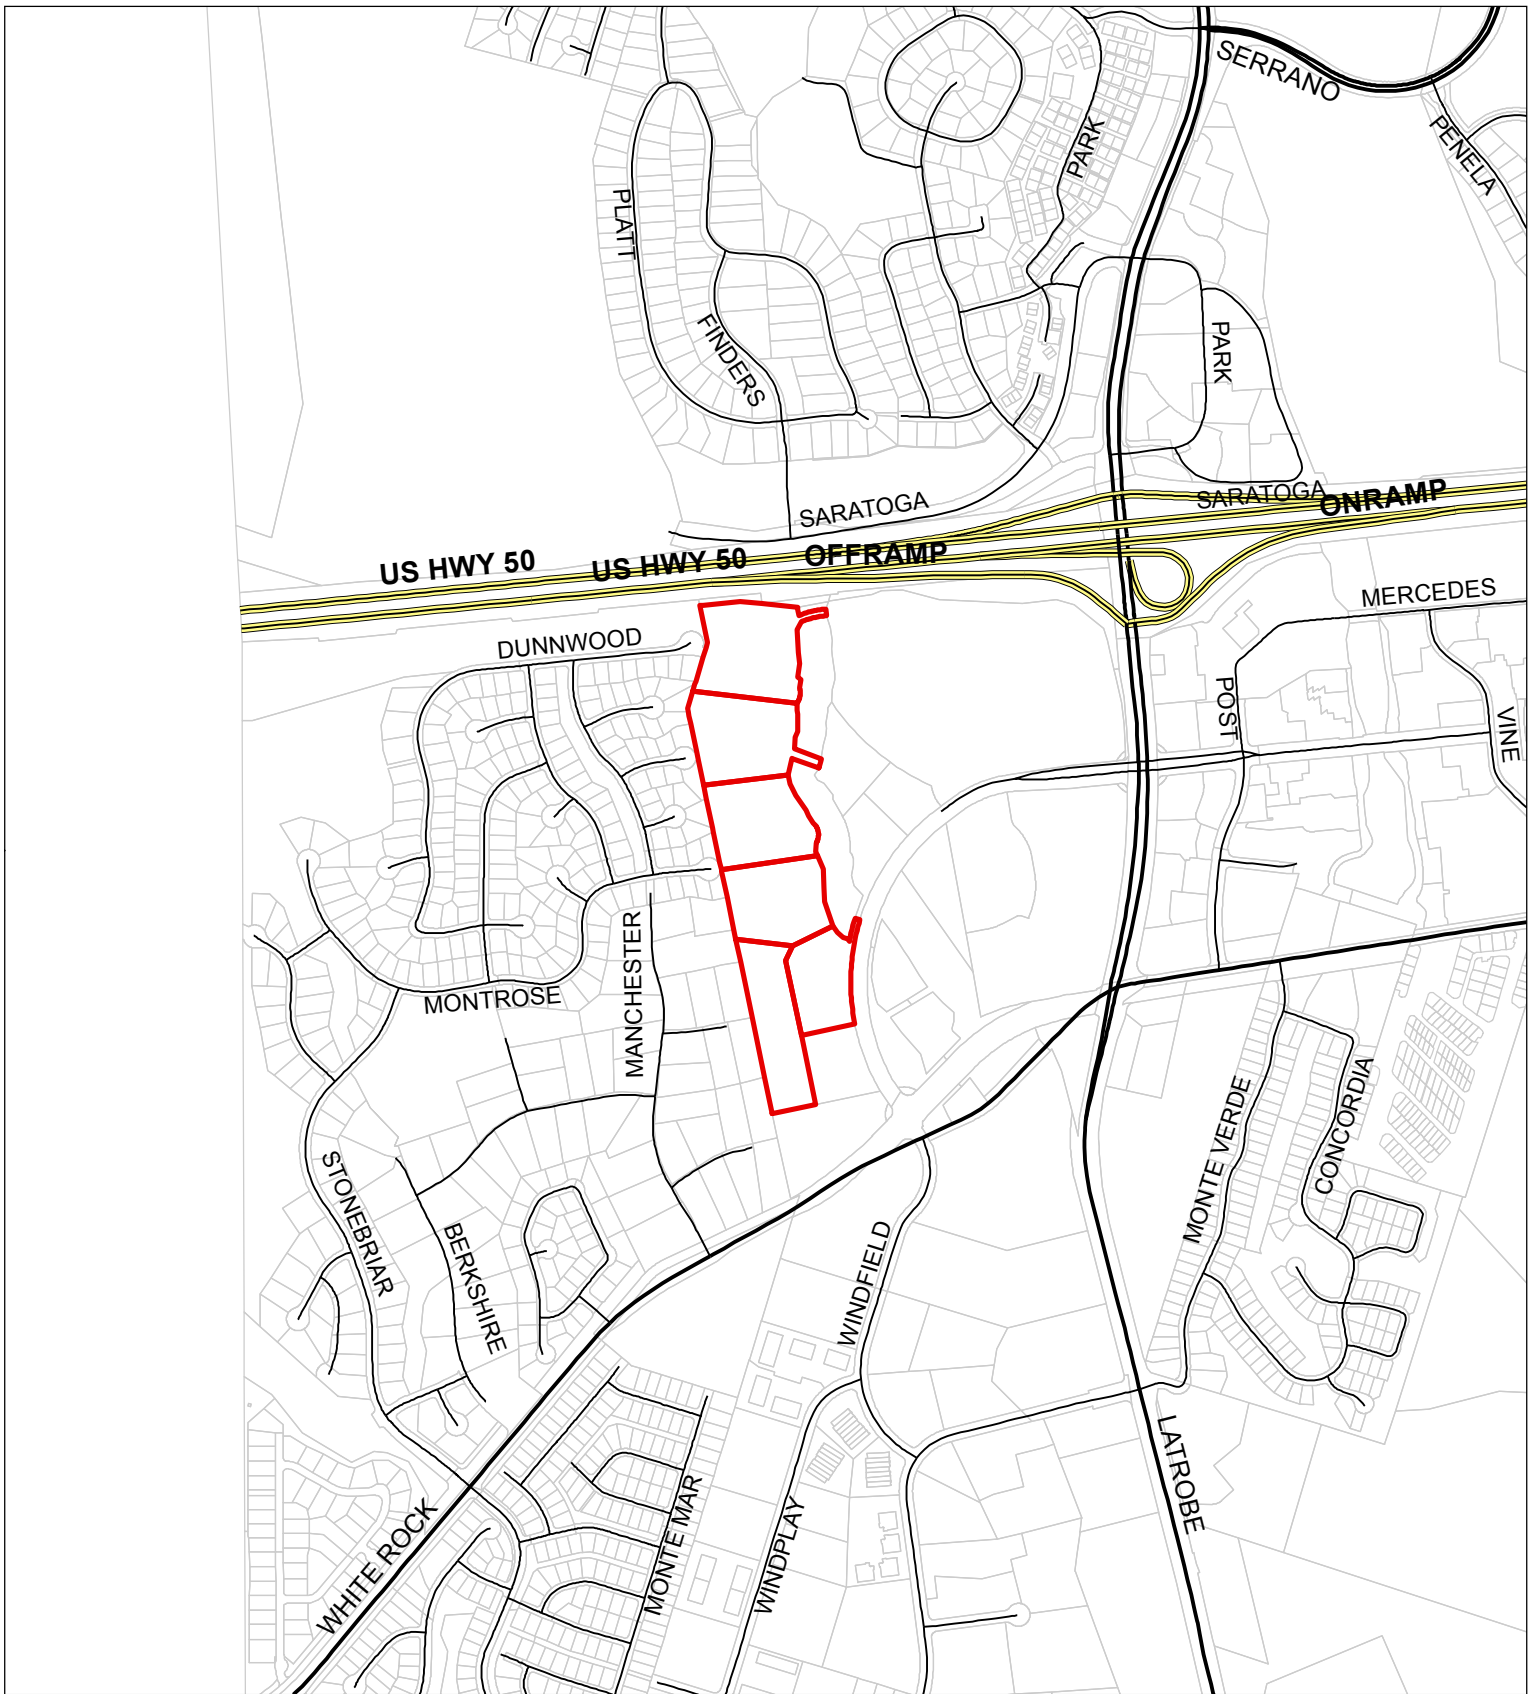 SERRANO
PARK
PENELA
PLATT
FINDERS
PARK
SARATOGA
SARATOGA
ONRAMP
US HWY 50
US HWY 50
OFFRAMP
MERCEDES
DUNNWOOD
POST
VINE
MANCHESTER
MONTROSE
MONTE VERDE
CONCORDIA
STONEBRIAR
BERKSHIRE
WINDFIELD
LATROBE
WHITE ROCK
MONTE MAR
WINDPLAY